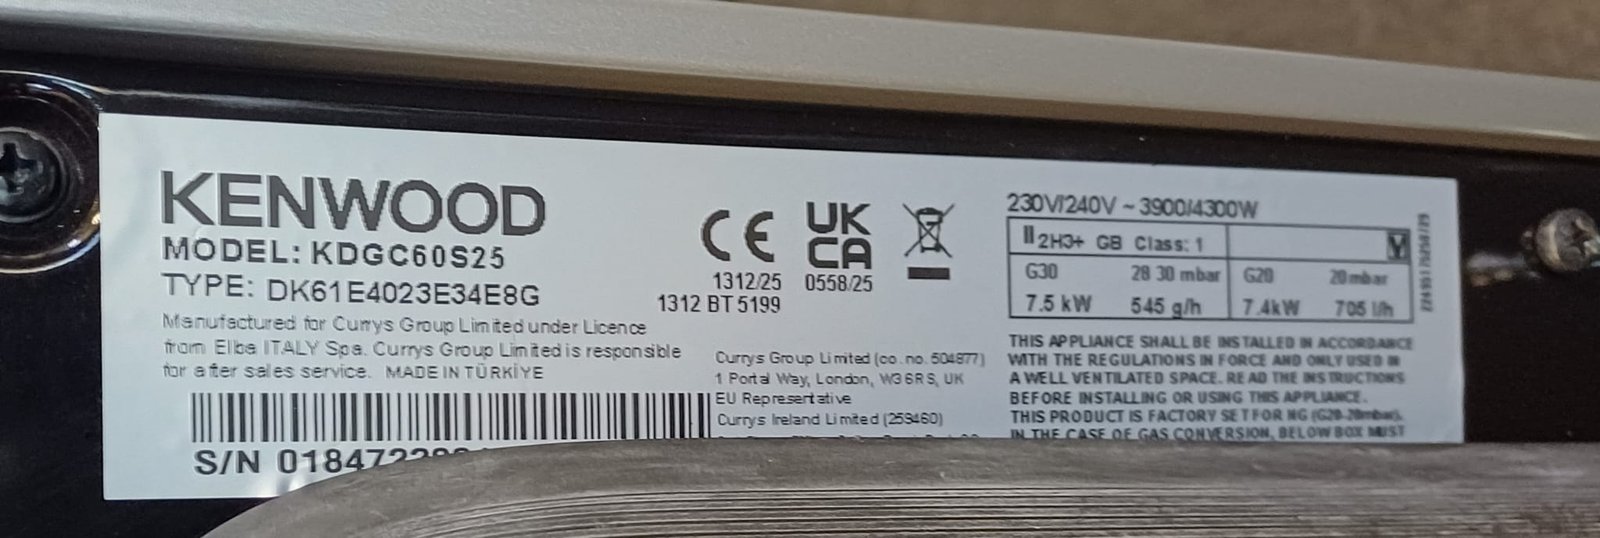 KENWOOD
MODEL: KDGC60S25
TYPE: DK61E4023E34E8G
Manufactured for Currys Group Limited under Licence
from Elba ITALY Spa. Currys Group Limited is responsible
for after sales service. MADE IN TÜRKİYE
S/N 0184722
CE
1312/25
1312 BT 5199
UK
CA
0558/25
Currys Group Limited (co. no. 504877)
1 Portal Way, London, W3 6RS, UK
EU Representative
Currys Ireland Limited (259460)
230V/240V ~ 3900/4300W
II 2H3+ GB Class: 1
G30 28 30 mbar G20 20 mbar
7.5 kW 545 g/h 7.4kW 705 l/h
THIS APPLIANCE SHALL BE INSTALLED IN ACCORDANCE
WITH THE REGULATIONS IN FORCE AND ONLY USED IN
A WELL VENTILATED SPACE. READ THE INSTRUCTIONS
BEFORE INSTALLING OR USING THIS APPLIANCE.
THIS PRODUCT IS FACTORY SET FOR NG (G20-20mbar).
IN THE CASE OF GAS CONVERSION, BELOW BOX MUST